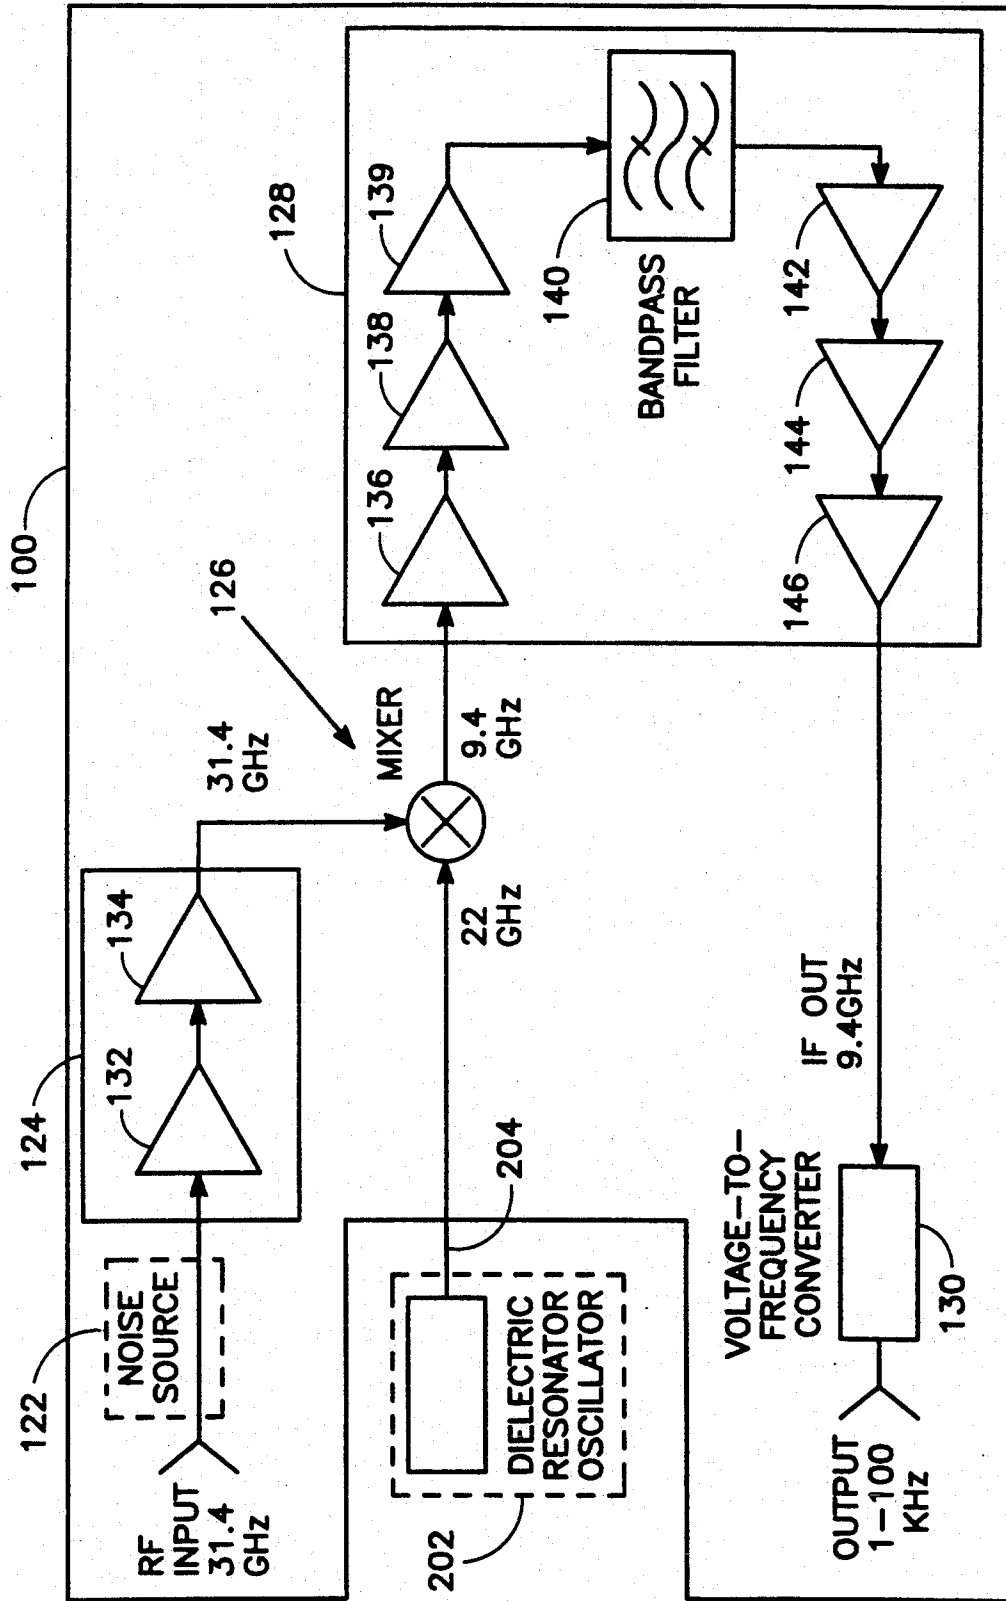 100
122
NOISE
SOURCE
RF
INPUT
31.4
GHz
124
132
134
31.4
GHz
126
MIXER
9.4
GHz
22
GHz
204
DIELECTRIC
RESONATOR
OSCILLATOR
202
128
136
138
139
140
BANDPASS
FILTER
142
144
146
IF OUT
9.4GHz
VOLTAGE-TO-
FREQUENCY
CONVERTER
130
OUTPUT
1-100
KHz